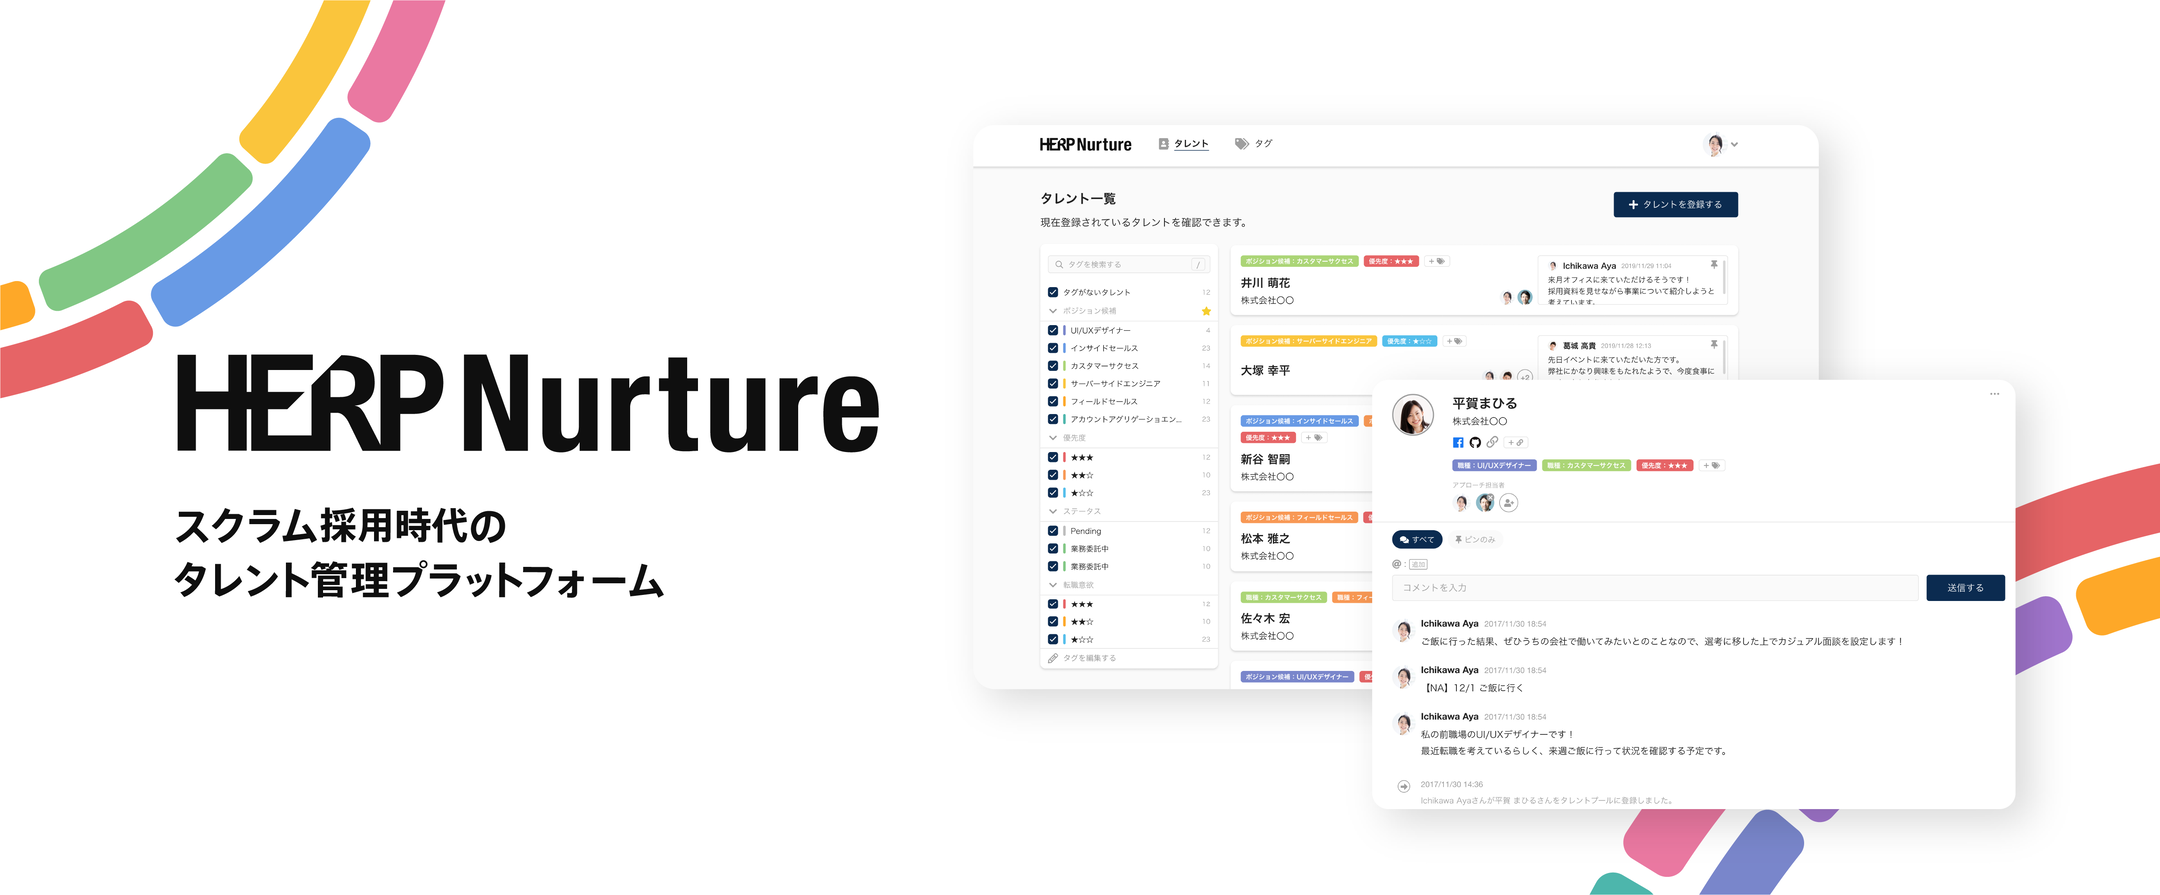 HERP Nurture
スクラム採用時代の
タレント管理プラットフォーム
HERP Nurture
タレント
タグ
タレント一覧
現在登録されているタレントを確認できます。
タレントを登録する
タグを検索する /
タグがないタレント 12
ポジション候補
UI/UXデザイナー 4
インサイドセールス 23
カスタマーサクセス 14
サーバーサイドエンジニア 11
フィールドセールス 12
アカウントアグリゲーションエン... 23
優先度
★★★ 12
★★☆ 10
★☆☆ 23
ステータス
Pending 12
業務委託中 10
業務委託中 10
転職意欲
★★★ 12
★★☆ 10
★☆☆ 23
タグを編集する
ポジション候補：カスタマーサクセス 優先度：★★★ +
井川 萌花
株式会社〇〇
Ichikawa Aya 2019/11/29 11:04
来月オフィスに来ていただけるそうです！
採用資料を見せながら事業について紹介しようと
考えています。
ポジション候補：サーバーサイドエンジニア 優先度：★☆☆ +
大塚 幸平
+2
葛城 高貴 2019/11/28 12:13
先日イベントに来ていただいた方です。
弊社にかなり興味をもたれたようで、今度食事に
ポジション候補：インサイドセールス
優先度：★★★ +
新谷 智嗣
株式会社〇〇
ポジション候補：フィールドセールス
松本 雅之
株式会社〇〇
職種：カスタマーサクセス 職種：フィー
佐々木 宏
株式会社〇〇
ポジション候補：UI/UXデザイナー
平賀まひる
株式会社〇〇
+
職種：UI/UXデザイナー 職種：カスタマーサクセス 優先度：★★★ +
アプローチ担当者
すべて ピンのみ
@ : 追加
コメントを入力
送信する
Ichikawa Aya 2017/11/30 18:54
ご飯に行った結果、ぜひうちの会社で働いてみたいとのことなので、選考に移した上でカジュアル面談を設定します！
Ichikawa Aya 2017/11/30 18:54
【NA】12/1 ご飯に行く
Ichikawa Aya 2017/11/30 18:54
私の前職場のUI/UXデザイナーです！
最近転職を考えているらしく、来週ご飯に行って状況を確認する予定です。
2017/11/30 14:36
Ichikawa Ayaさんが平賀 まひるさんをタレントプールに登録しました。